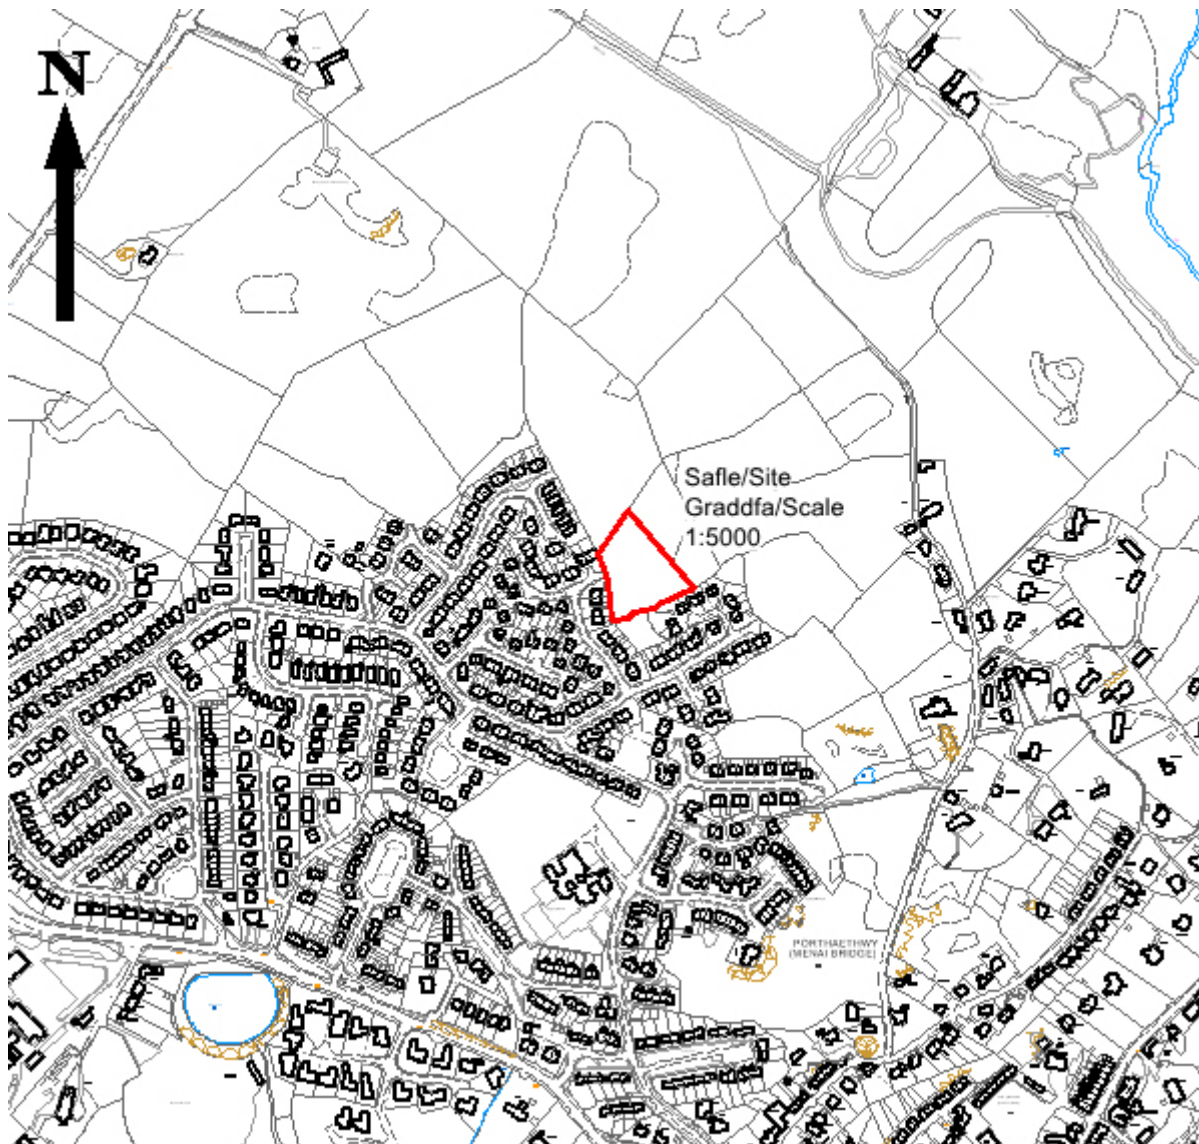 N
Safle/Site
Graddfa/Scale
1:5000
PORTHAETHWY
(MENAI BRIDGE)